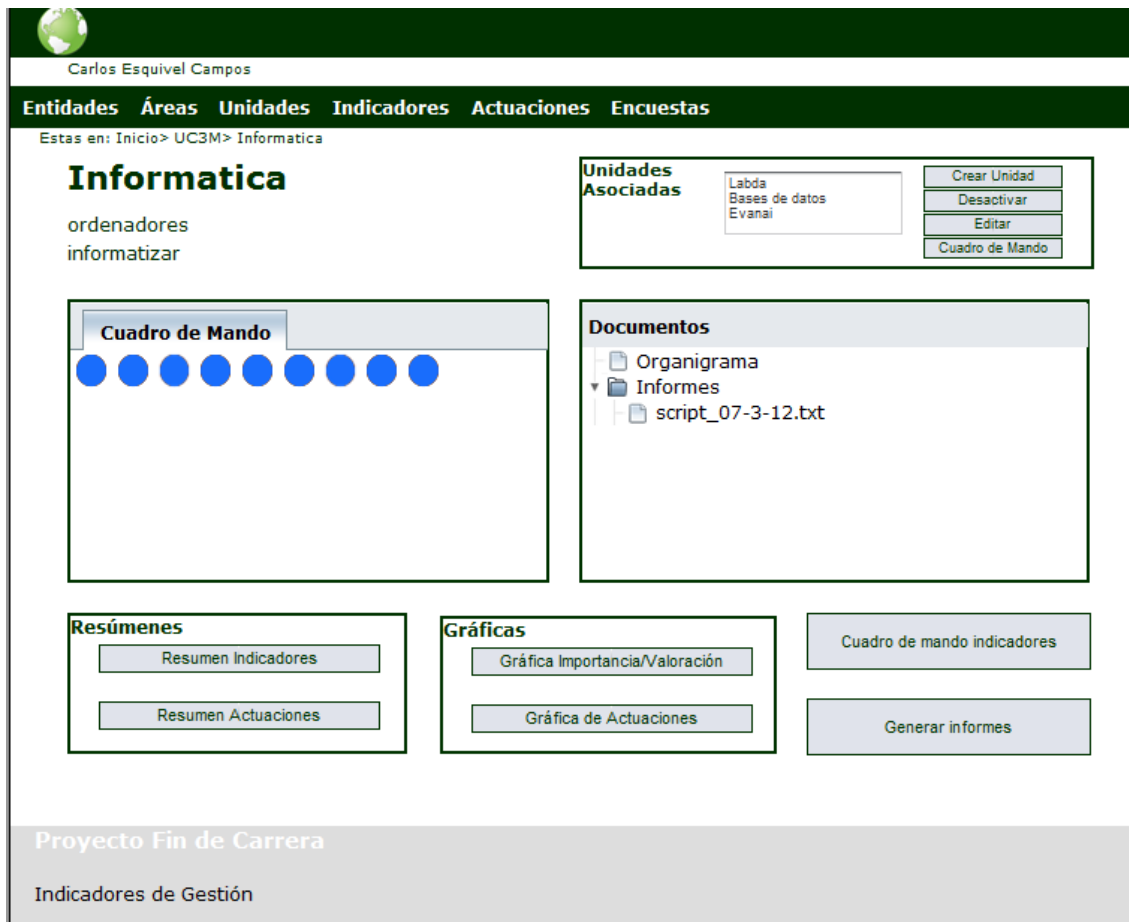 Carlos Esquivel Campos
Entidades Áreas Unidades Indicadores Actuaciones Encuestas
Estas en: Inicio> UC3M> Informatica
Informatica
ordenadores
informatizar
Unidades
Asociadas
Labda
Bases de datos
Evanai
Crear Unidad
Desactivar
Editar
Cuadro de Mando
Cuadro de Mando
Documentos
Organigrama
Informes
script_07-3-12.txt
Resúmenes
Resumen Indicadores
Resumen Actuaciones
Gráficas
Gráfica Importancia/Valoración
Gráfica de Actuaciones
Cuadro de mando indicadores
Generar informes
Proyecto Fin de Carrera
Indicadores de Gestión